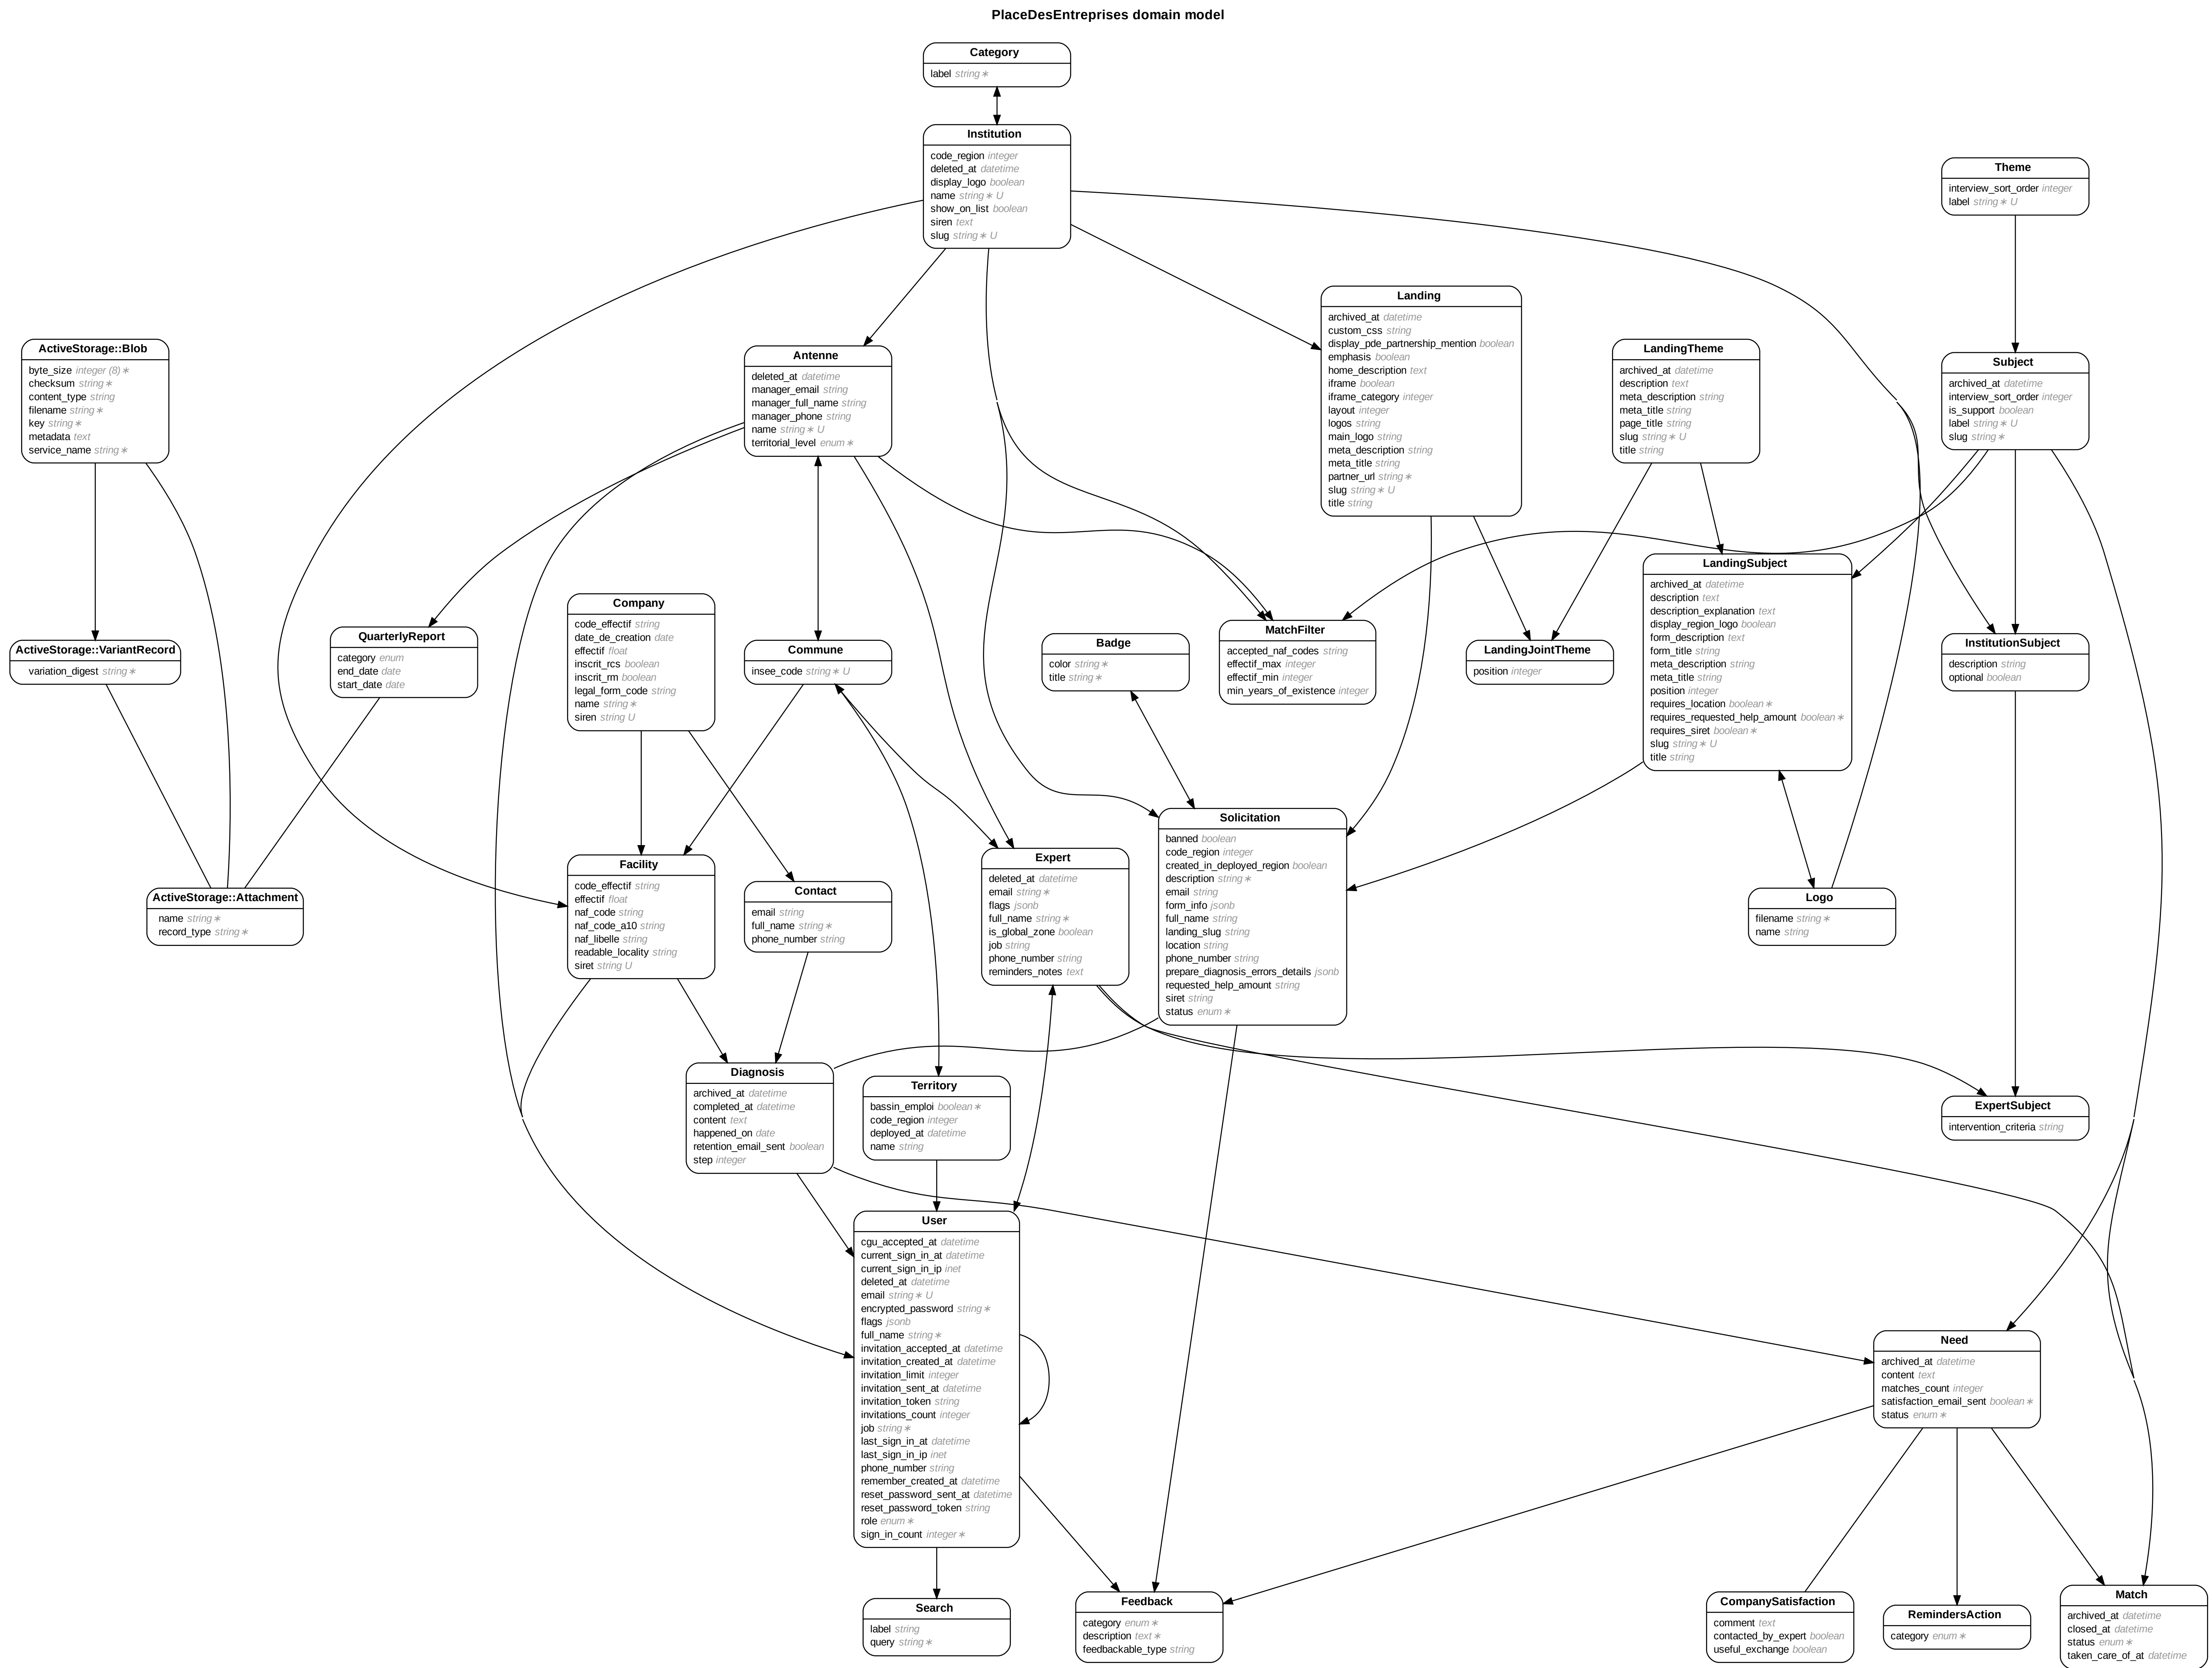 PlaceDesEntreprises domain model
Category
label string ∗
Institution
code_region integer
deleted_at datetime
display_logo boolean
name string ∗ U
show_on_list boolean
siren text
slug string ∗ U
Theme
interview_sort_order integer
label string ∗ U
Landing
archived_at datetime
custom_css string
display_pde_partnership_mention boolean
emphasis boolean
home_description text
iframe boolean
iframe_category integer
layout integer
logos string
main_logo string
meta_description string
meta_title string
partner_url string ∗
slug string ∗ U
title string
ActiveStorage::Blob
byte_size integer (8) ∗
checksum string ∗
content_type string
filename string ∗
key string ∗
metadata text
service_name string ∗
Antenne
deleted_at datetime
manager_email string
manager_full_name string
manager_phone string
name string ∗ U
territorial_level enum ∗
LandingTheme
archived_at datetime
description text
meta_description string
meta_title string
page_title string
slug string ∗ U
title string
Subject
archived_at datetime
interview_sort_order integer
is_support boolean
label string ∗ U
slug string ∗
LandingSubject
archived_at datetime
description text
description_explanation text
display_region_logo boolean
form_description text
form_title string
meta_description string
meta_title string
position integer
requires_location boolean ∗
requires_requested_help_amount boolean ∗
requires_siret boolean ∗
slug string ∗ U
title string
Company
code_effectif string
date_de_creation date
effectif float
inscrit_rcs boolean
inscrit_rm boolean
legal_form_code string
name string ∗
siren string U
ActiveStorage::VariantRecord
variation_digest string ∗
QuarterlyReport
category enum
end_date date
start_date date
Commune
insee_code string ∗ U
Badge
color string ∗
title string ∗
MatchFilter
accepted_naf_codes string
effectif_max integer
effectif_min integer
min_years_of_existence integer
LandingJointTheme
position integer
InstitutionSubject
description string
optional boolean
Solicitation
banned boolean
code_region integer
created_in_deployed_region boolean
description string ∗
email string
form_info jsonb
full_name string
landing_slug string
location string
phone_number string
prepare_diagnosis_errors_details jsonb
requested_help_amount string
siret string
status enum ∗
ActiveStorage::Attachment
name string ∗
record_type string ∗
Facility
code_effectif string
effectif float
naf_code string
naf_code_a10 string
naf_libelle string
readable_locality string
siret string U
Contact
email string
full_name string ∗
phone_number string
Expert
deleted_at datetime
email string ∗
flags jsonb
full_name string ∗
is_global_zone boolean
job string
phone_number string
reminders_notes text
Logo
filename string ∗
name string
Diagnosis
archived_at datetime
completed_at datetime
content text
happened_on date
retention_email_sent boolean
step integer
Territory
bassin_emploi boolean ∗
code_region integer
deployed_at datetime
name string
ExpertSubject
intervention_criteria string
User
cgu_accepted_at datetime
current_sign_in_at datetime
current_sign_in_ip inet
deleted_at datetime
email string ∗ U
encrypted_password string ∗
flags jsonb
full_name string ∗
invitation_accepted_at datetime
invitation_created_at datetime
invitation_limit integer
invitation_sent_at datetime
invitation_token string
invitations_count integer
job string ∗
last_sign_in_at datetime
last_sign_in_ip inet
phone_number string
remember_created_at datetime
reset_password_sent_at datetime
reset_password_token string
role enum ∗
sign_in_count integer ∗
Need
archived_at datetime
content text
matches_count integer
satisfaction_email_sent boolean ∗
status enum ∗
Search
label string
query string ∗
Feedback
category enum ∗
description text ∗
feedbackable_type string
CompanySatisfaction
comment text
contacted_by_expert boolean
useful_exchange boolean
RemindersAction
category enum ∗
Match
archived_at datetime
closed_at datetime
status enum ∗
taken_care_of_at datetime